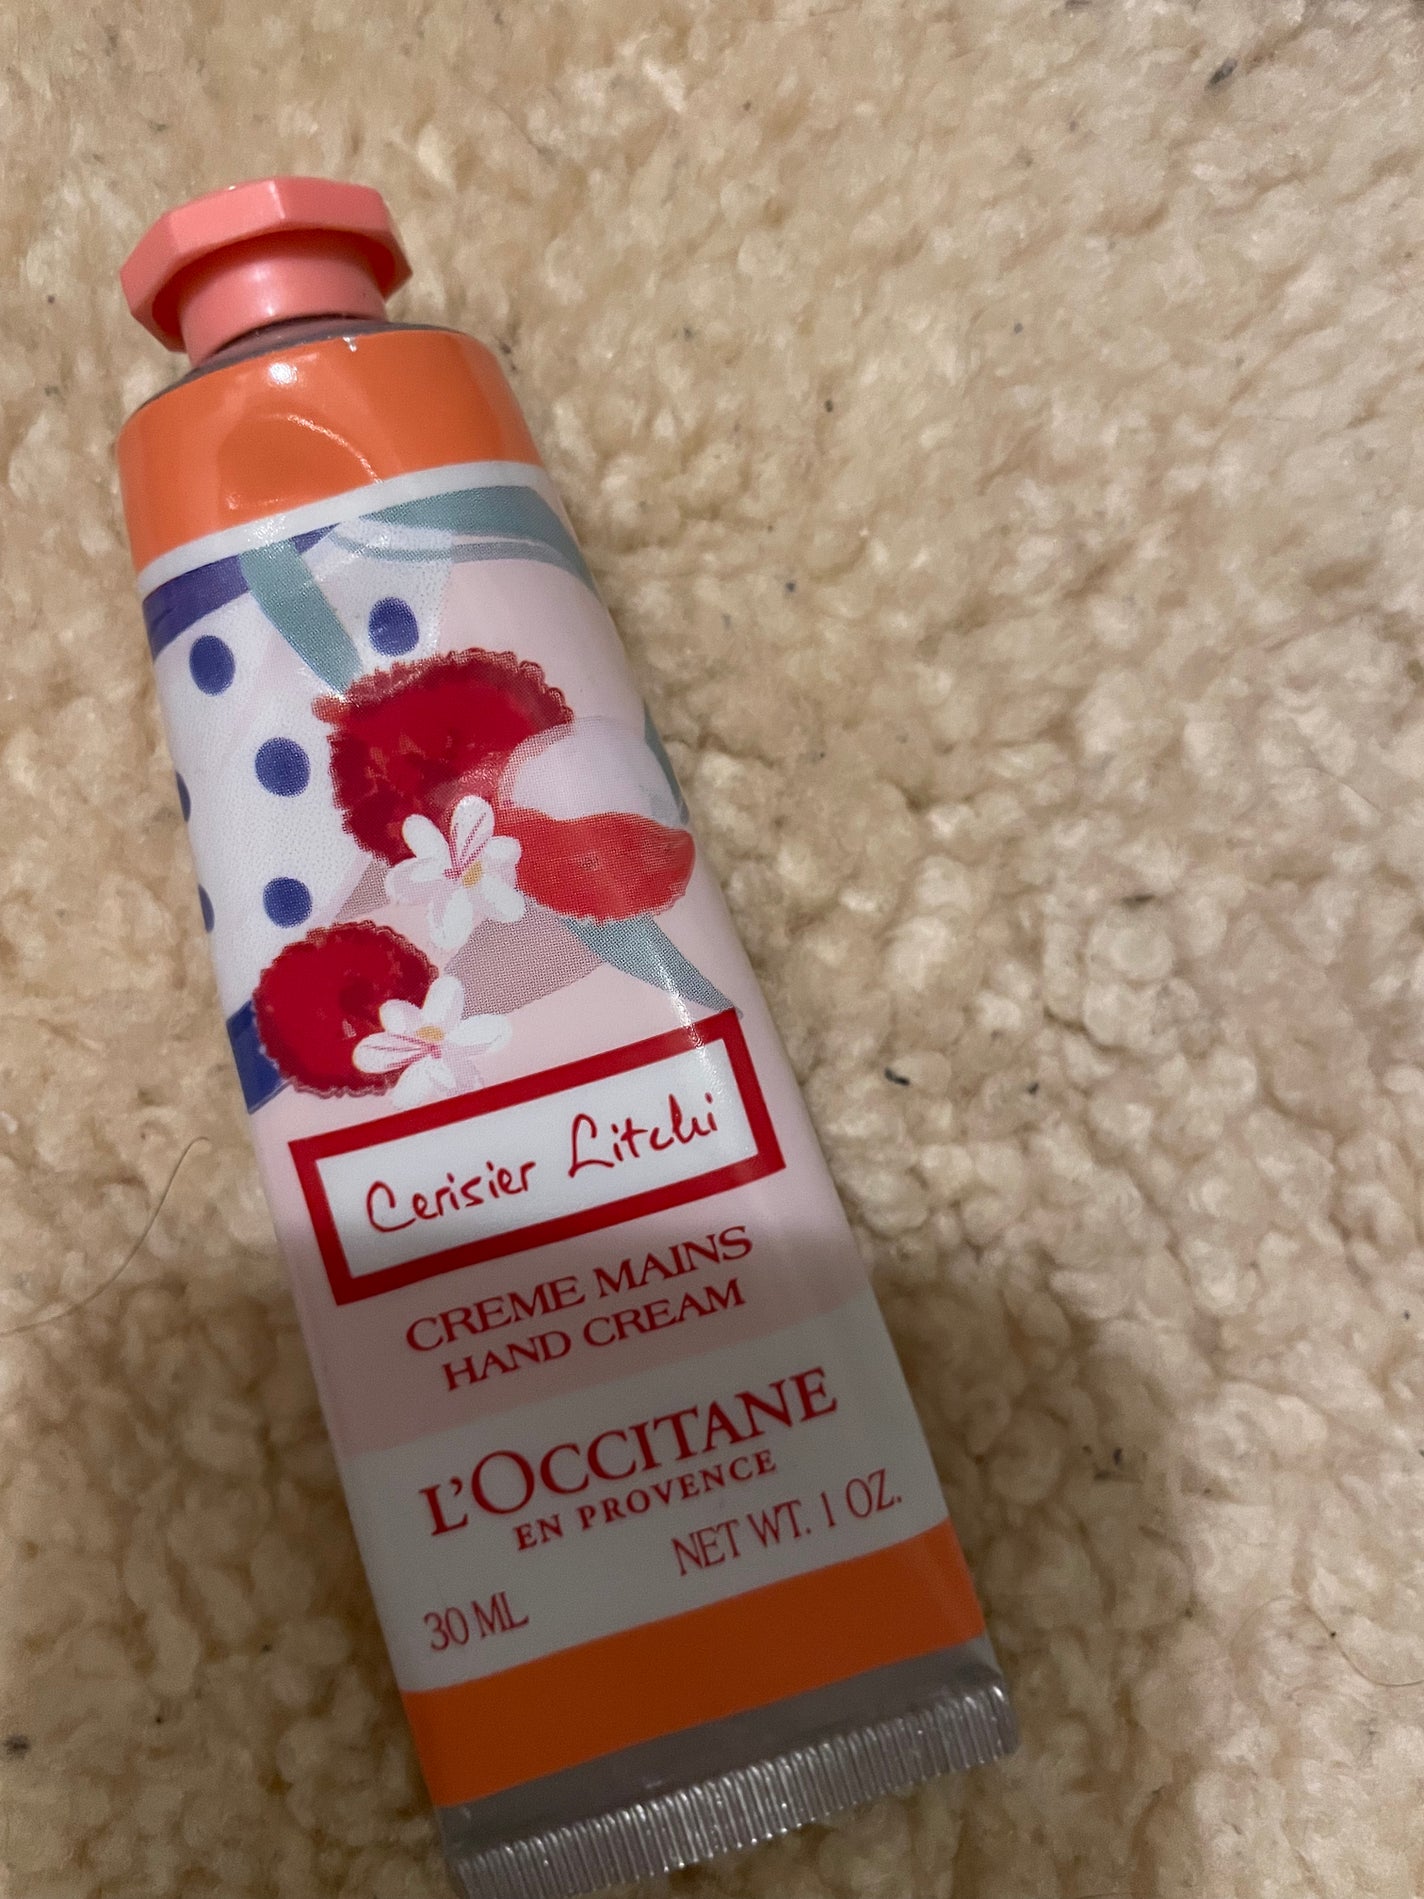 Cerisier Litchi
CREME MAINS
HAND CREAM
L'OCCITANE
EN PROVENCE
NET WT. 1 OZ.
30 ML